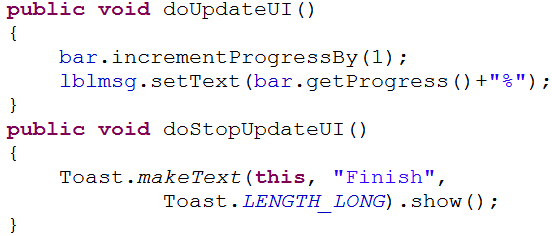 public void doUpdateUI()
{
    bar.incrementProgressBy(1);
    lblmsg.setText(bar.getProgress()+"%");
}
public void doStopUpdateUI()
{
    Toast.makeText(this, "Finish",
            Toast.LENGTH_LONG).show();
}